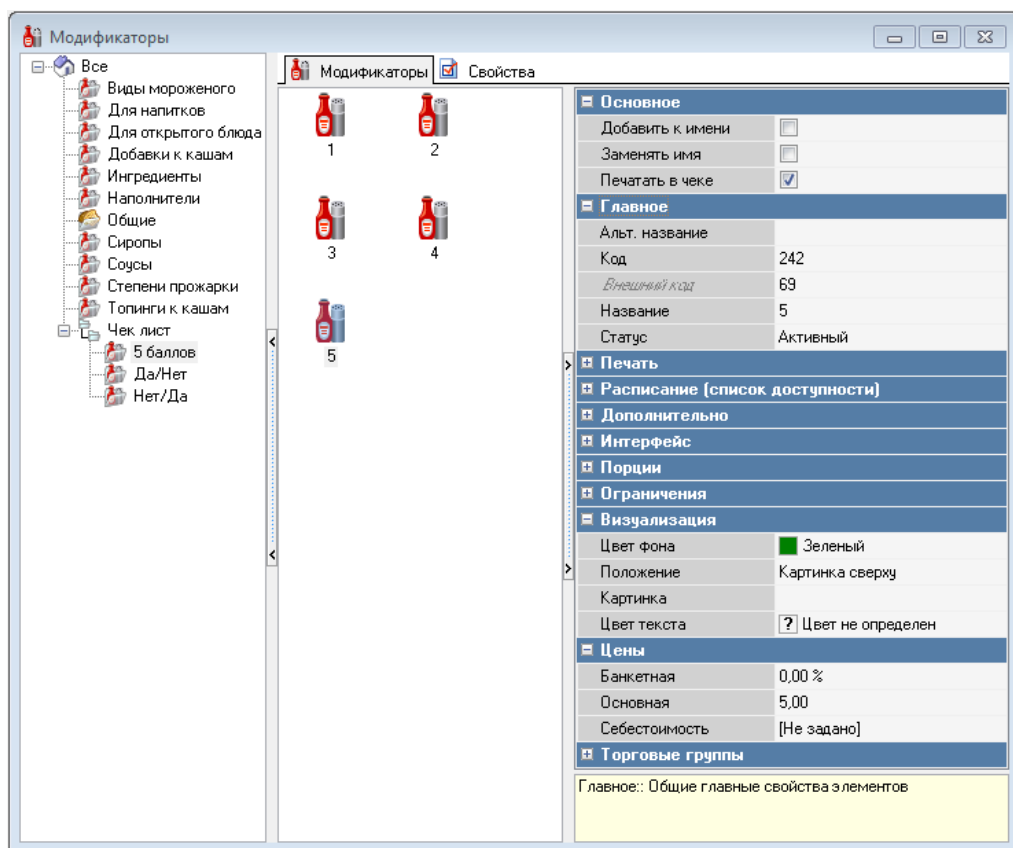 Модификаторы
Все
Виды мороженого
Для напитков
Для открытого блюда
Добавки к кашам
Ингредиенты
Наполнители
Общие
Сиропы
Соусы
Степени прожарки
Топинги к кашам
Чек лист
5 баллов
Да/Нет
Нет/Да
Модификаторы Свойства
1 2
3 4
5
Основное
Добавить к имени
Заменять имя
Печатать в чеке
Главное
Альт. название
Код 242
Внешний код 69
Название 5
Статус Активный
Печать
Расписание (список доступности)
Дополнительно
Интерфейс
Порции
Ограничения
Визуализация
Цвет фона Зеленый
Положение Картинка сверху
Картинка
Цвет текста ? Цвет не определен
Цены
Банкетная 0,00 %
Основная 5,00
Себестоимость [Не задано]
Торговые группы
Главное:: Общие главные свойства элементов